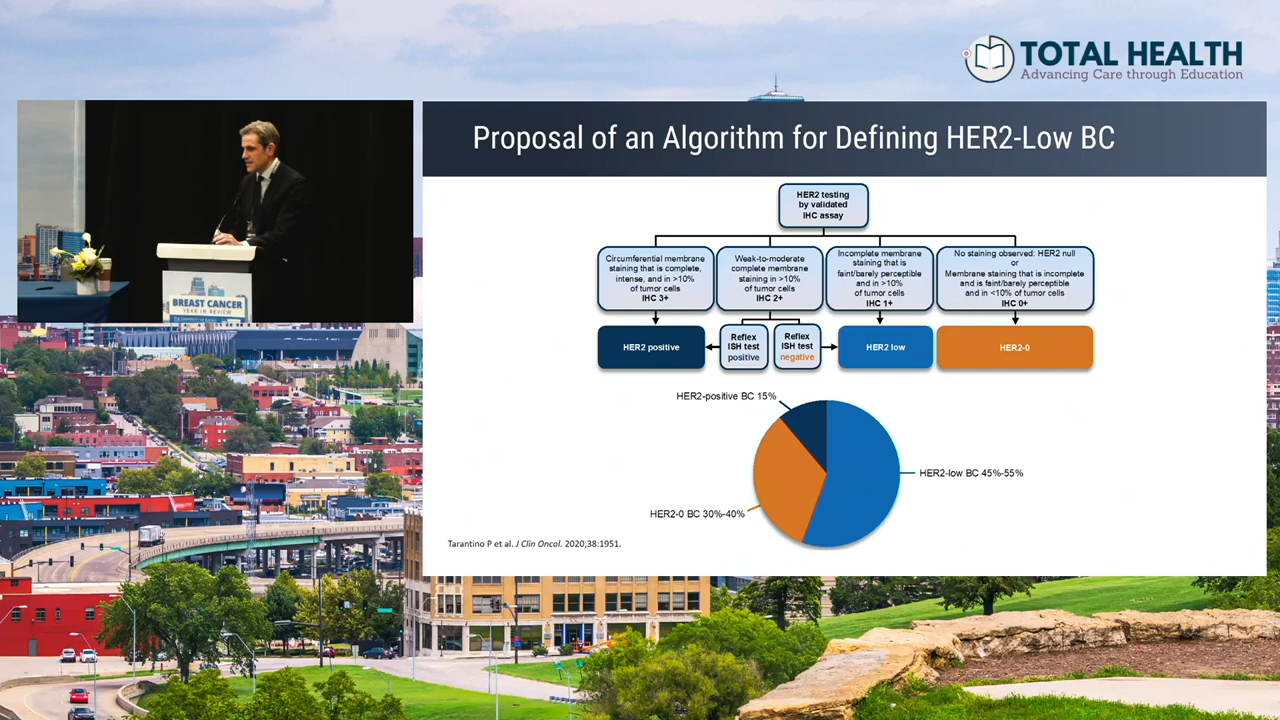 TOTAL HEALTH
Advancing Care through Education
BREAST CANCER
YEAR IN REVIEW
Proposal of an Algorithm for Defining HER2-Low BC
HER2 testing
by validated
IHC assay
Circumferential membrane
staining that is complete,
intense, and in >10%
of tumor cells
IHC 3+
Weak-to-moderate
complete membrane
staining in >10%
of tumor cells
IHC 2+
Incomplete membrane
staining that is
faint/barely perceptible
and in >10%
of tumor cells
IHC 1+
No staining observed: HER2 null
or
Membrane staining that is incomplete
and is faint/barely perceptible
and in <10% of tumor cells
IHC 0+
HER2 positive
Reflex
ISH test
positive
Reflex
ISH test
negative
HER2 low
HER2-0
HER2-positive BC 15%
HER2-low BC 45%-55%
HER2-0 BC 30%-40%
Tarantino P et al. J Clin Oncol. 2020;38:1951.